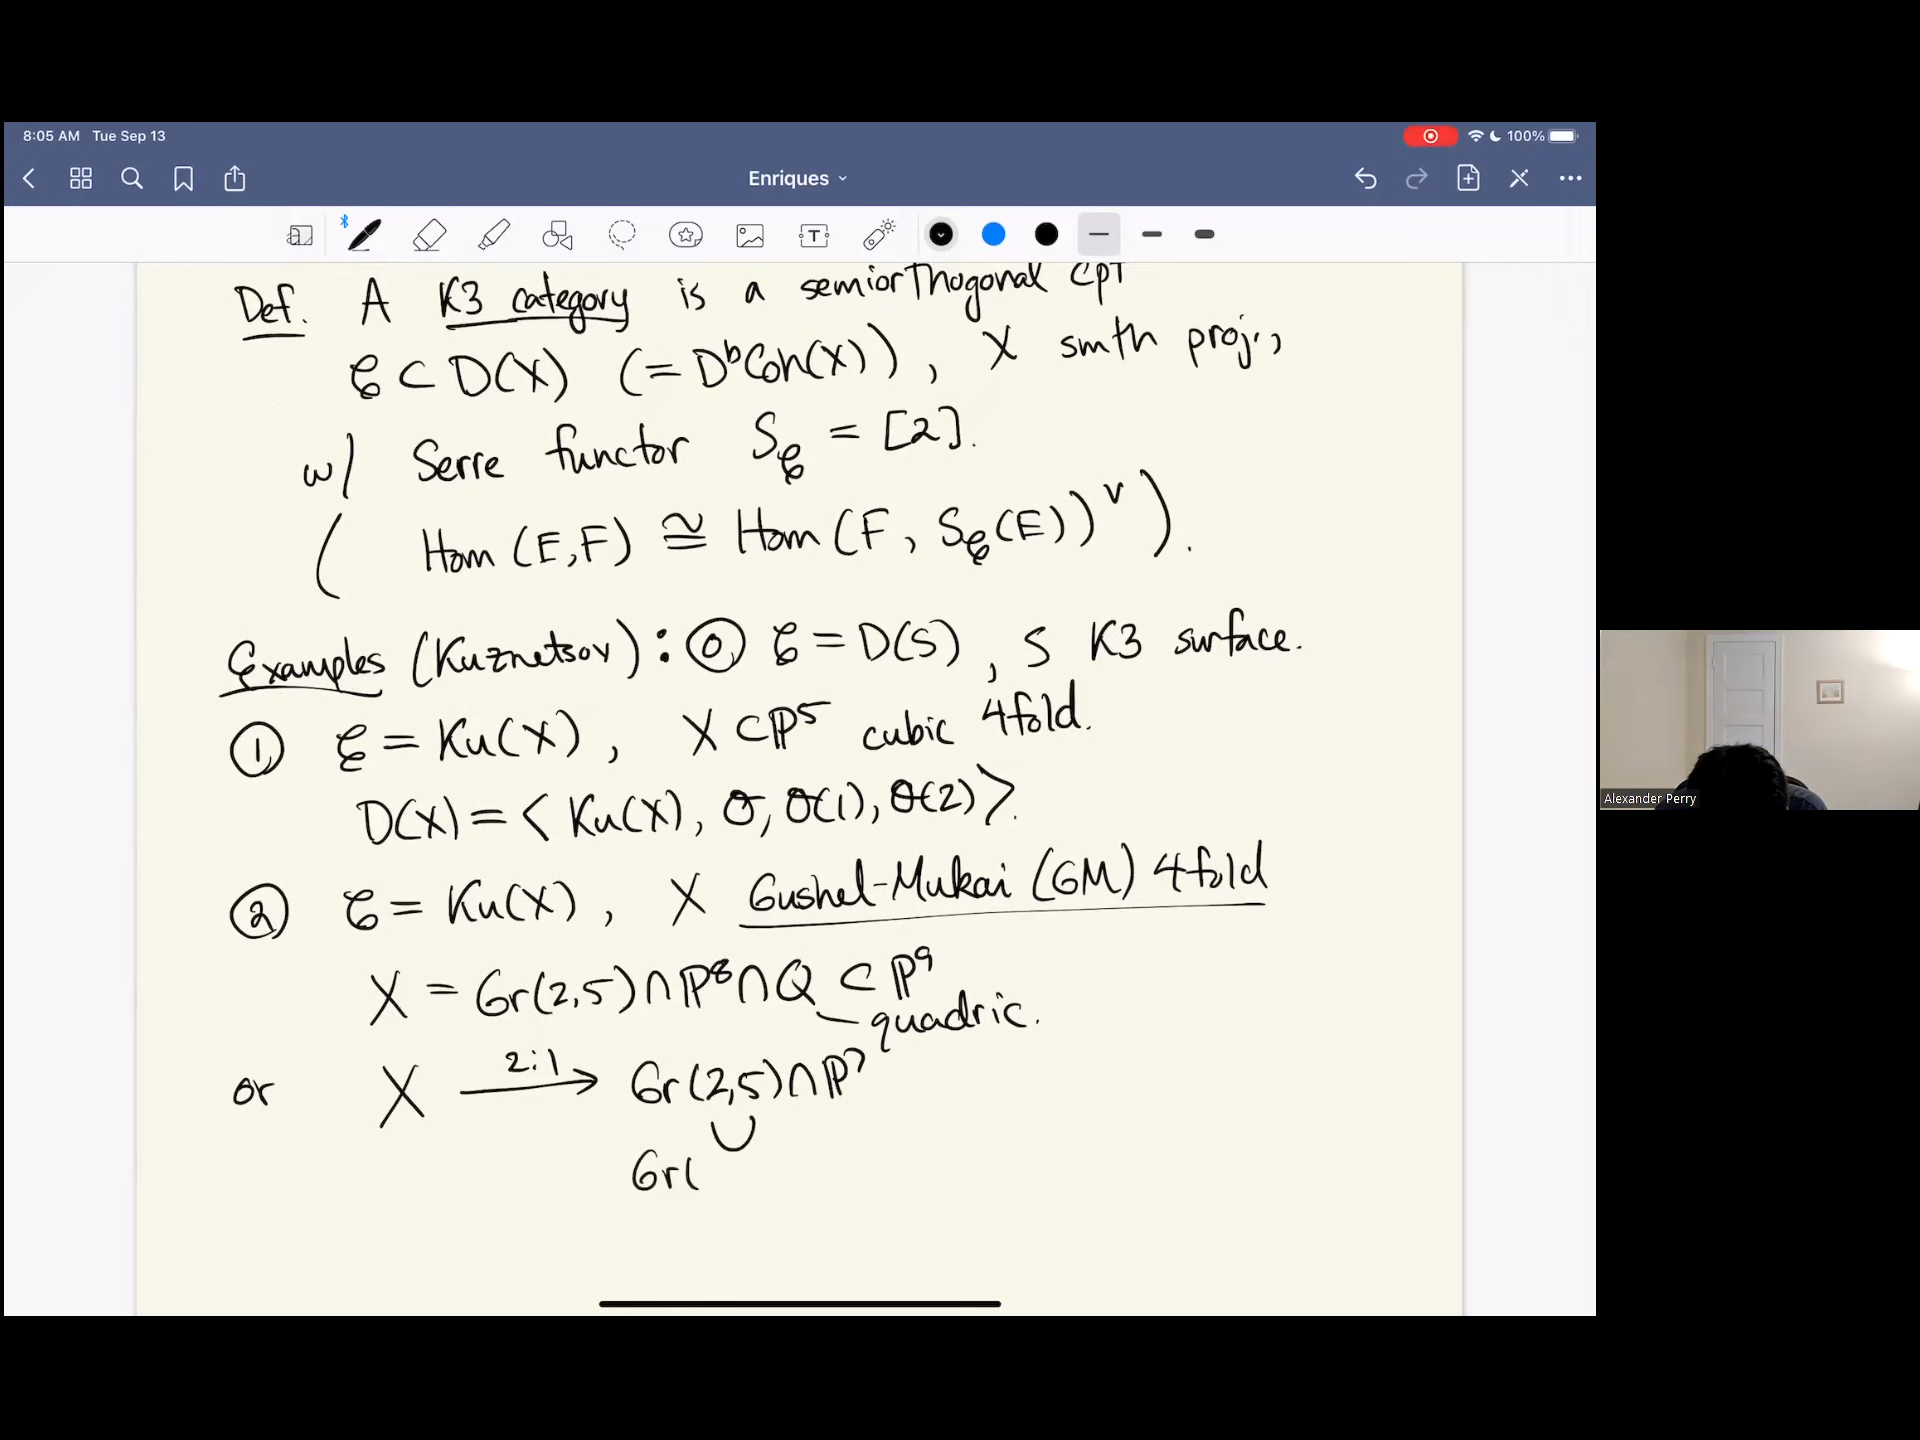 8:05 AM Tue Sep 13
100%
Enriques
Def. A K3 category is a semiorthogonal cpt
𝒞 ⊂ D(X) (= DᵇCoh(X)), X smth proj.,
w/ Serre functor S_𝒞 = [2].
( Hom (E,F) ≅ Hom (F, S_𝒞(E))ᵛ ).
Examples (Kuznetsov): ⓪ 𝒞 = D(S), S K3 surface.
① 𝒞 = Ku(X), X ⊂ ℙ⁵ cubic 4fold.
D(X) = < Ku(X), 𝒪, 𝒪(1), 𝒪(2) >.
② 𝒞 = Ku(X), X Gushel-Mukai (GM) 4fold
X = Gr(2,5) ∩ ℙ⁸ ∩ Q ⊂ ℙ⁹
quadric.
or X 2:1 → Gr(2,5) ∩ ℙ⁷
∪
Gr(
Alexander Perry